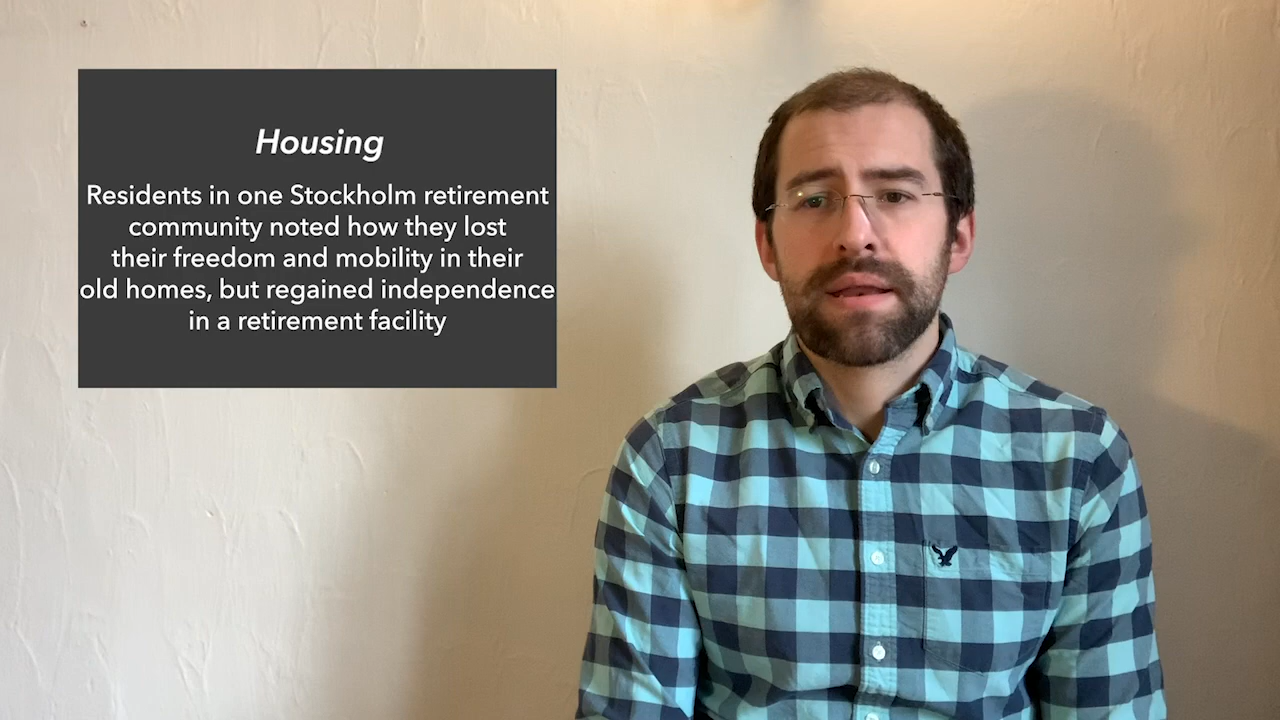 Housing
Residents in one Stockholm retirement
community noted how they lost
their freedom and mobility in their
old homes, but regained independence
in a retirement facility